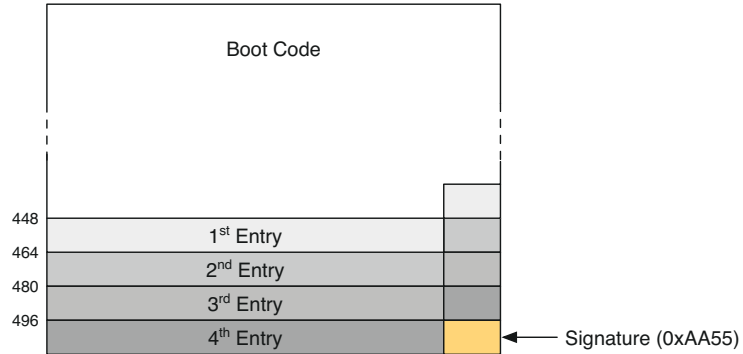 Boot Code
448
1st Entry
464
2nd Entry
480
3rd Entry
496
4th Entry
Signature (0xAA55)